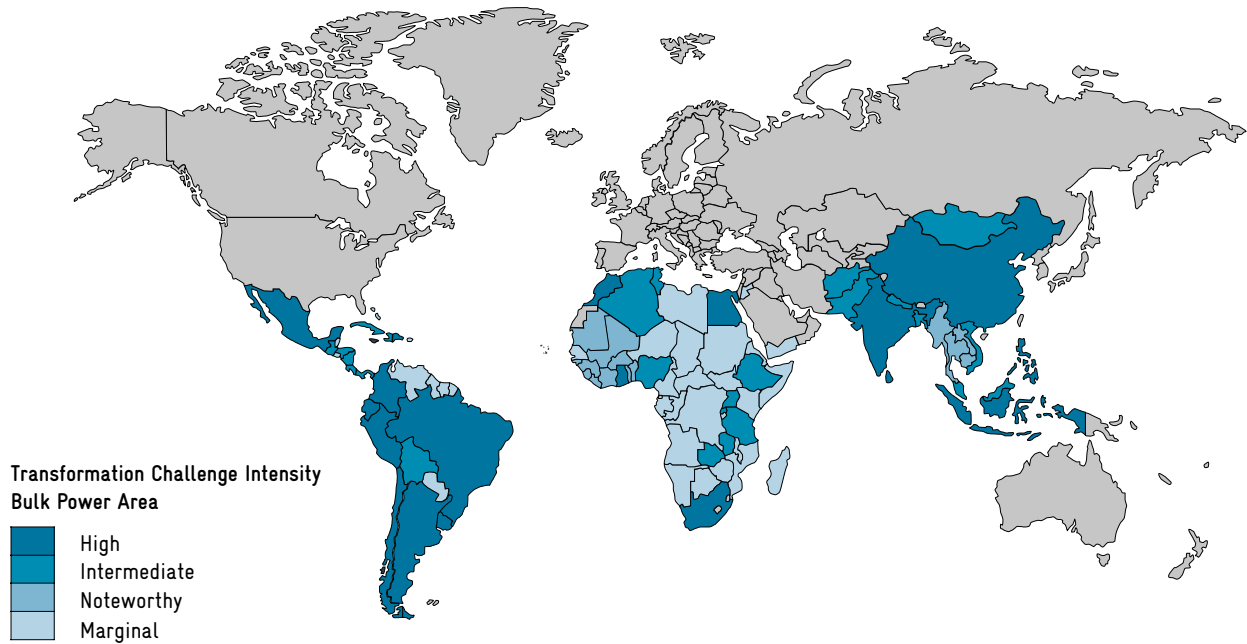 Transformation Challenge Intensity
Bulk Power Area
High
Intermediate
Noteworthy
Marginal